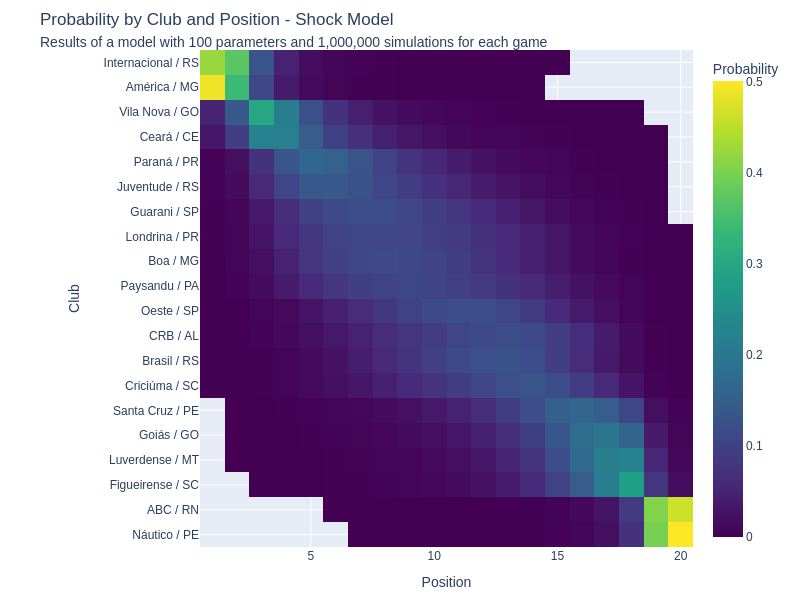 Probability by Club and Position - Shock Model
Results of a model with 100 parameters and 1,000,000 simulations for each game
Internacional / RS
América / MG
Vila Nova / GO
Ceará / CE
Paraná / PR
Juventude / RS
Guarani / SP
Londrina / PR
Boa / MG
Paysandu / PA
Oeste / SP
CRB / AL
Brasil / RS
Criciúma / SC
Santa Cruz / PE
Goiás / GO
Luverdense / MT
Figueirense / SC
ABC / RN
Náutico / PE
Club
5
10
15
20
Position
Probability
0.5
0.4
0.3
0.2
0.1
0